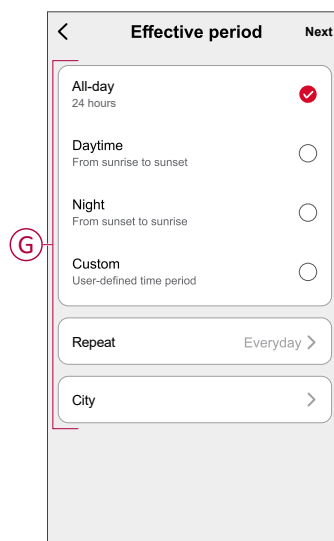 Effective period Next
All-day
24 hours
Daytime
From sunrise to sunset
Night
From sunset to sunrise
G
Custom
User-defined time period
Repeat Everyday
City